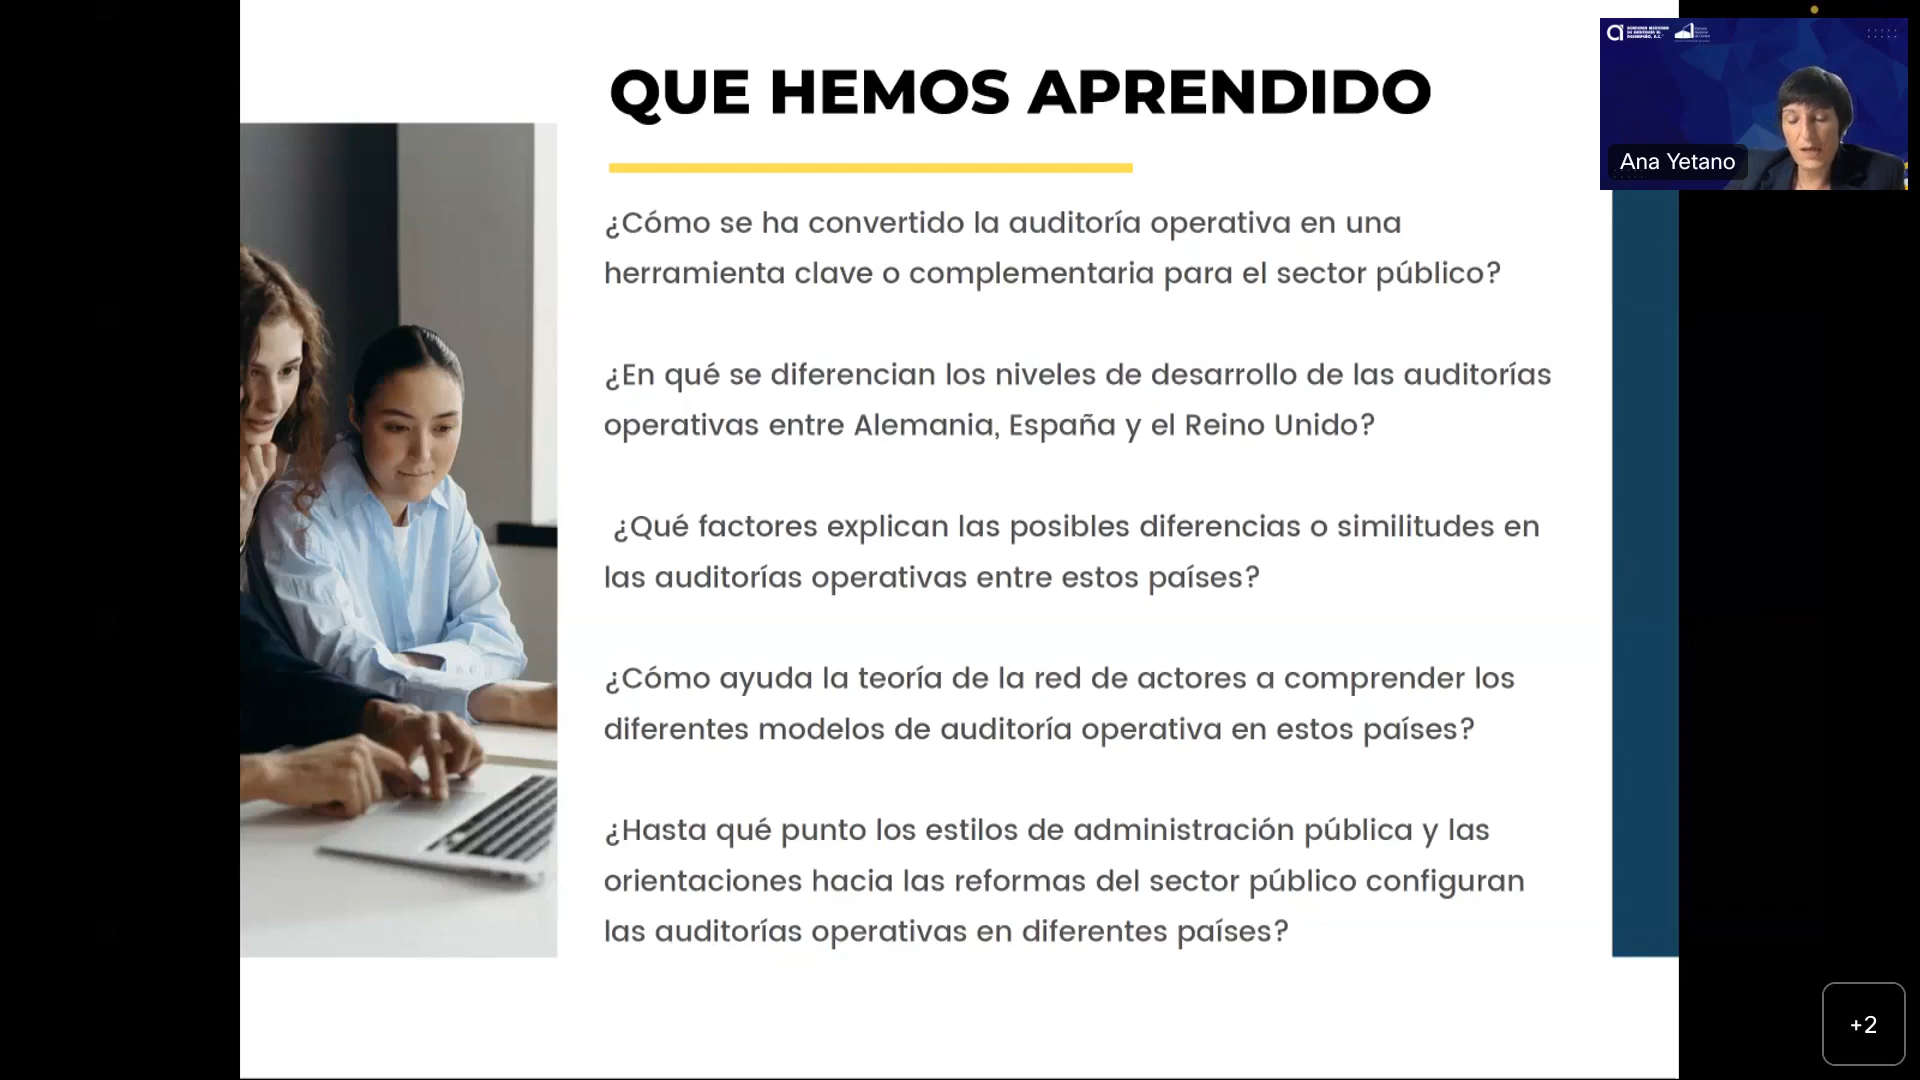 QUE HEMOS APRENDIDO
¿Cómo se ha convertido la auditoría operativa en una
herramienta clave o complementaria para el sector público?
¿En qué se diferencian los niveles de desarrollo de las auditorías
operativas entre Alemania, España y el Reino Unido?
¿Qué factores explican las posibles diferencias o similitudes en
las auditorías operativas entre estos países?
¿Cómo ayuda la teoría de la red de actores a comprender los
diferentes modelos de auditoría operativa en estos países?
¿Hasta qué punto los estilos de administración pública y las
orientaciones hacia las reformas del sector público configuran
las auditorías operativas en diferentes países?
Ana Yetano
+2